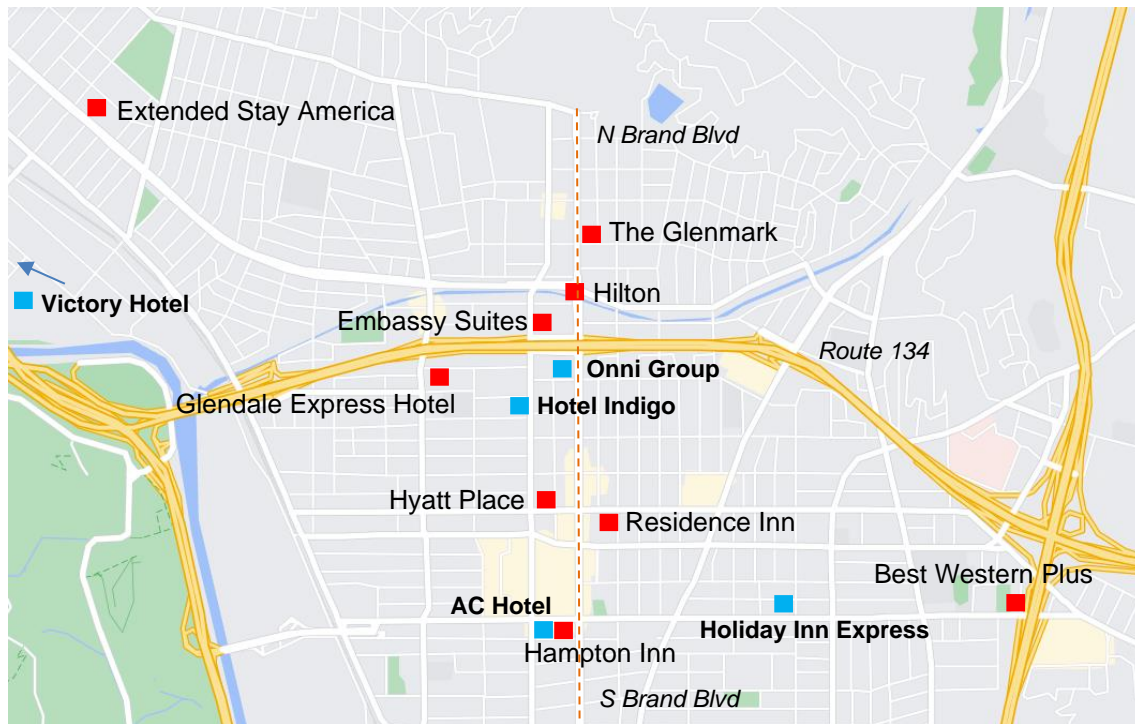 Extended Stay America
N Brand Blvd
The Glenmark
Hilton
Victory Hotel
Embassy Suites
Route 134
Onni Group
Glendale Express Hotel
Hotel Indigo
Hyatt Place
Residence Inn
Best Western Plus
AC Hotel
Holiday Inn Express
Hampton Inn
S Brand Blvd